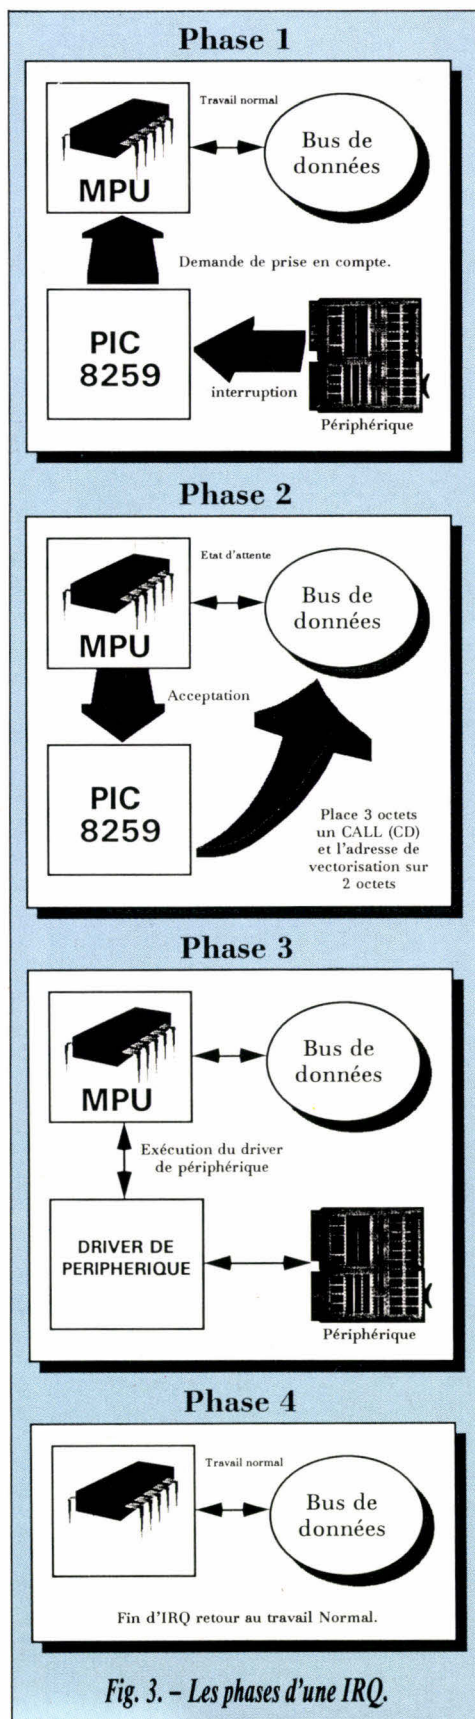 Phase 1
Travail normal
Bus de
données
MPU
Demande de prise en compte.
PIC
8259
interruption
Périphérique
Phase 2
Etat d'attente
Bus de
données
MPU
Acceptation
PIC
8259
Place 3 octets
un CALL (CD)
et l'adresse de
vectorisation sur
2 octets
Phase 3
Bus de
données
MPU
Exécution du driver
de périphérique
DRIVER DE
PERIPHERIQUE
Périphérique
Phase 4
Travail normal
Bus de
données
Fin d'IRQ retour au travail Normal.
Fig. 3. – Les phases d'une IRQ.